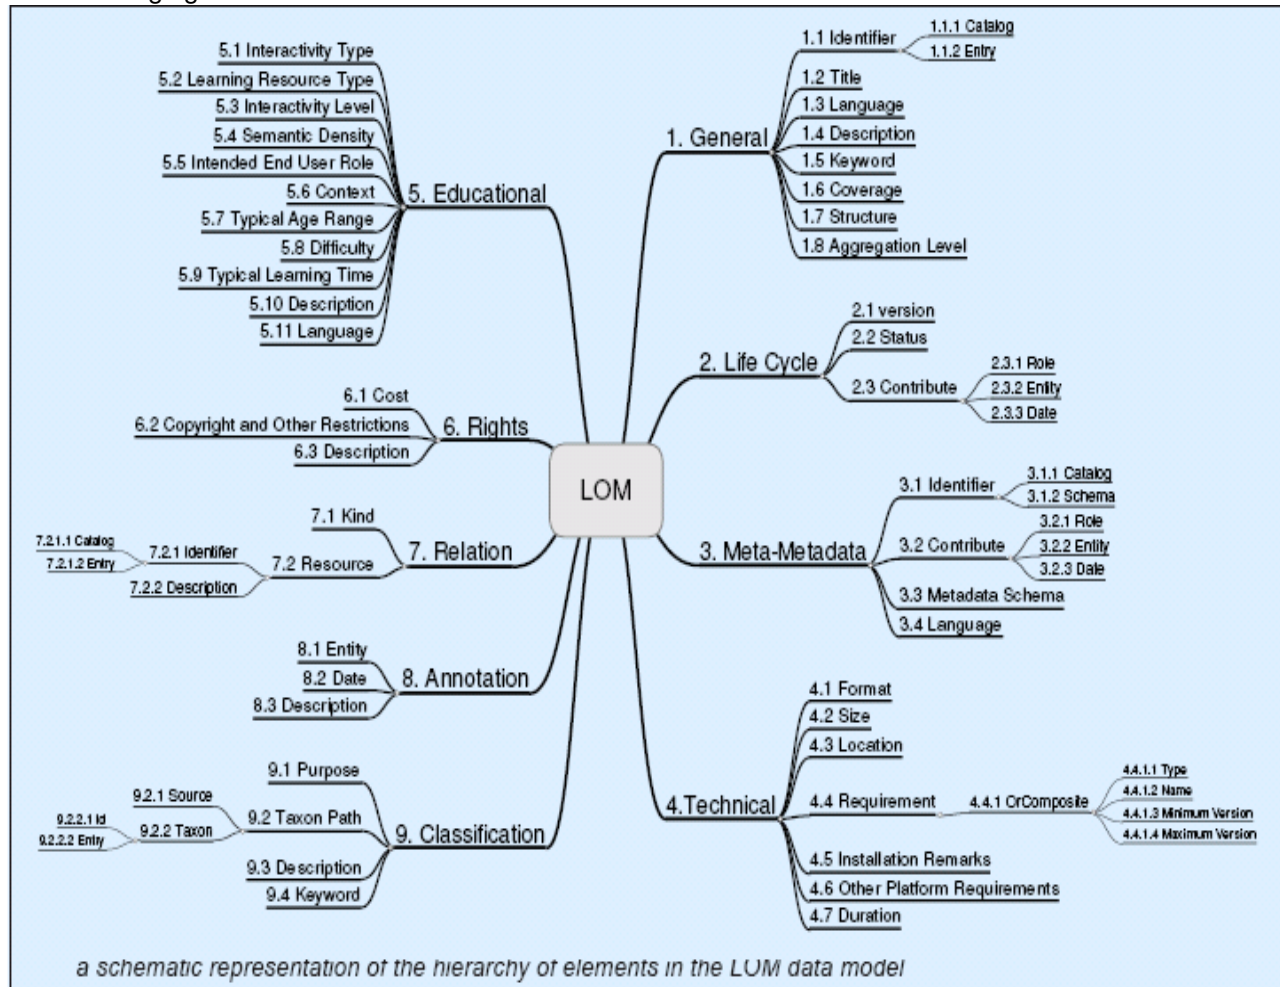 LOM
1. General
1.1 Identifier
1.1.1 Catalog
1.1.2 Entry
1.2 Title
1.3 Language
1.4 Description
1.5 Keyword
1.6 Coverage
1.7 Structure
1.8 Aggregation Level
2. Life Cycle
2.1 version
2.2 Status
2.3 Contribute
2.3.1 Role
2.3.2 Entity
2.3.3 Date
3. Meta-Metadata
3.1 Identifier
3.1.1 Catalog
3.1.2 Schema
3.2 Contribute
3.2.1 Role
3.2.2 Entity
3.2.3 Date
3.3 Metadata Schema
3.4 Language
4.Technical
4.1 Format
4.2 Size
4.3 Location
4.4 Requirement
4.4.1 OrComposite
4.4.1.1 Type
4.4.1.2 Name
4.4.1.3 Minimum Version
4.4.1.4 Maximum Version
4.5 Installation Remarks
4.6 Other Platform Requirements
4.7 Duration
5. Educational
5.1 Interactivity Type
5.2 Learning Resource Type
5.3 Interactivity Level
5.4 Semantic Density
5.5 Intended End User Role
5.6 Context
5.7 Typical Age Range
5.8 Difficulty
5.9 Typical Learning Time
5.10 Description
5.11 Language
6. Rights
6.1 Cost
6.2 Copyright and Other Restrictions
6.3 Description
7. Relation
7.1 Kind
7.2 Resource
7.2.1 Identifier
7.2.1.1 Catalog
7.2.1.2 Entry
7.2.2 Description
8. Annotation
8.1 Entity
8.2 Date
8.3 Description
9. Classification
9.1 Purpose
9.2 Taxon Path
9.2.1 Source
9.2.2 Taxon
9.2.2.1 Id
9.2.2.2 Entry
9.3 Description
9.4 Keyword
a schematic representation of the hierarchy of elements in the LOM data model